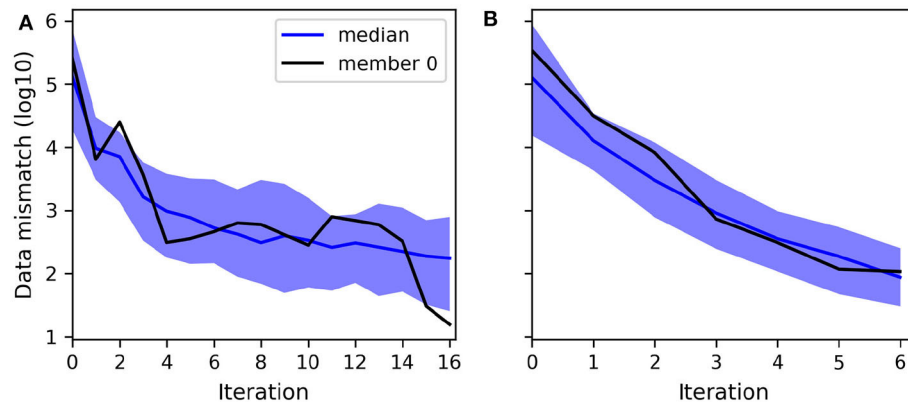 A
B
median
member 0
Data mismatch (log10)
6
5
4
3
2
1
0 2 4 6 8 10 12 14 16
0 1 2 3 4 5 6
Iteration
Iteration